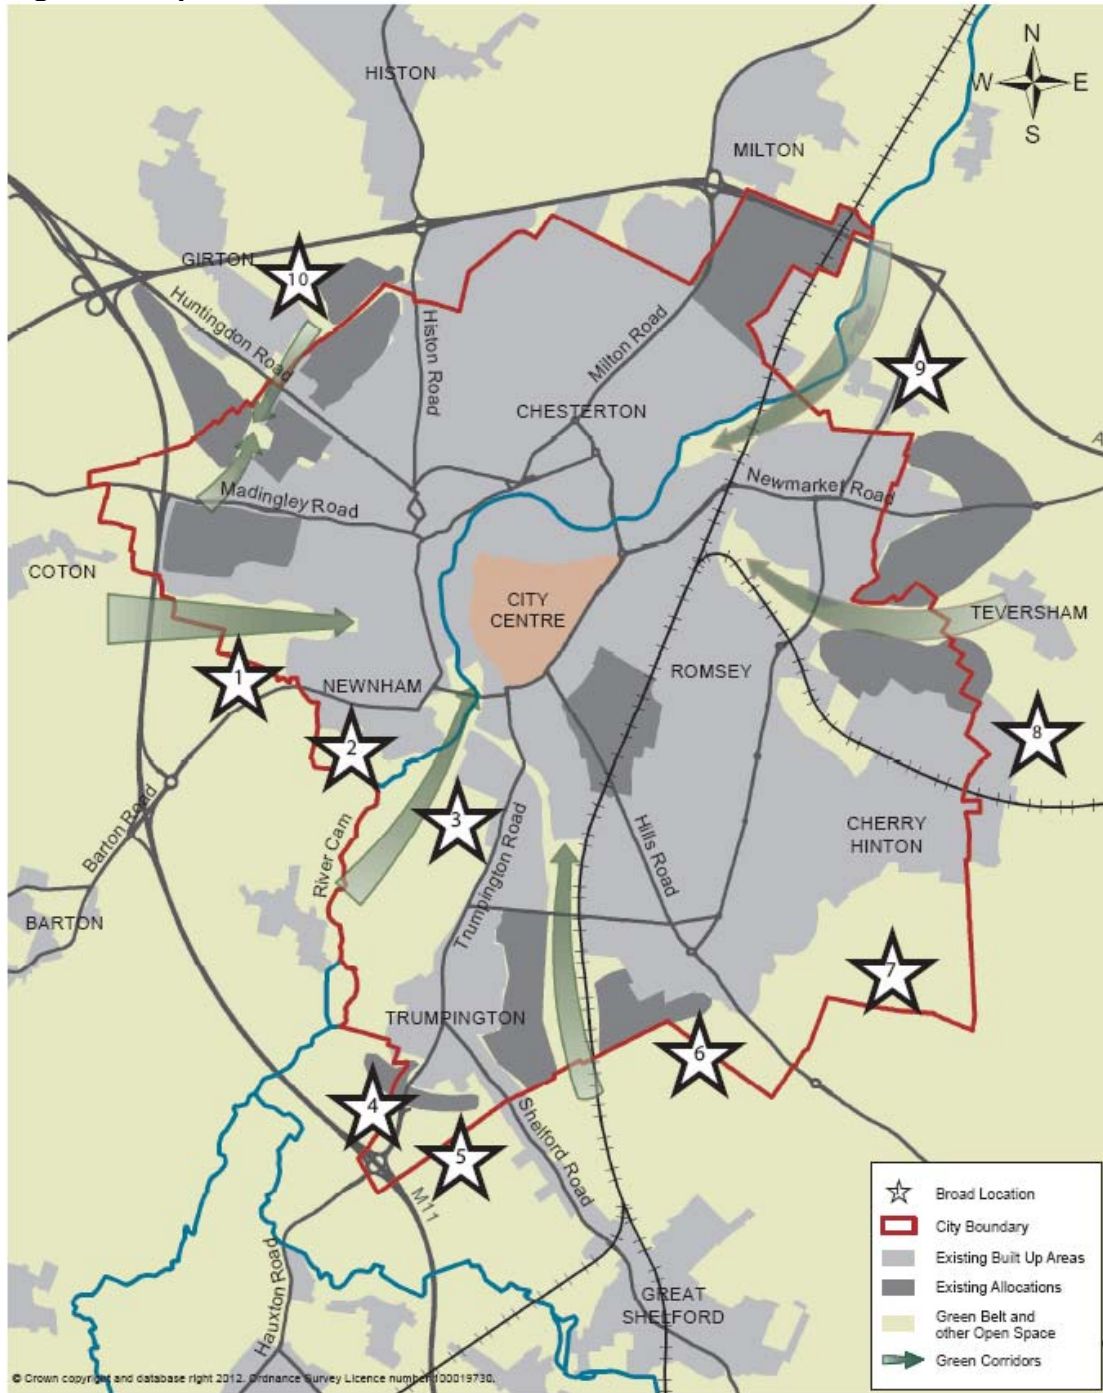 N
W E
S
HISTON
MILTON
GIRTON
10
Huntingdon Road
Histon Road
Milton Road
9
CHESTERTON
A
Madingley Road
Newmarket Road
COTON
CITY
CENTRE
TEVERSHAM
1
NEWNHAM
ROMSEY
2
8
Barton Road
3
River Cam
Trumpington Road
Hills Road
CHERRY
HINTON
BARTON
7
TRUMPINGTON
6
4
5
Shelford Road
M11
Hauxton Road
GREAT
SHELFORD
Broad Location
City Boundary
Existing Built Up Areas
Existing Allocations
Green Belt and
other Open Space
Green Corridors
© Crown copyright and database right 2012. Ordnance Survey Licence number 100019730.